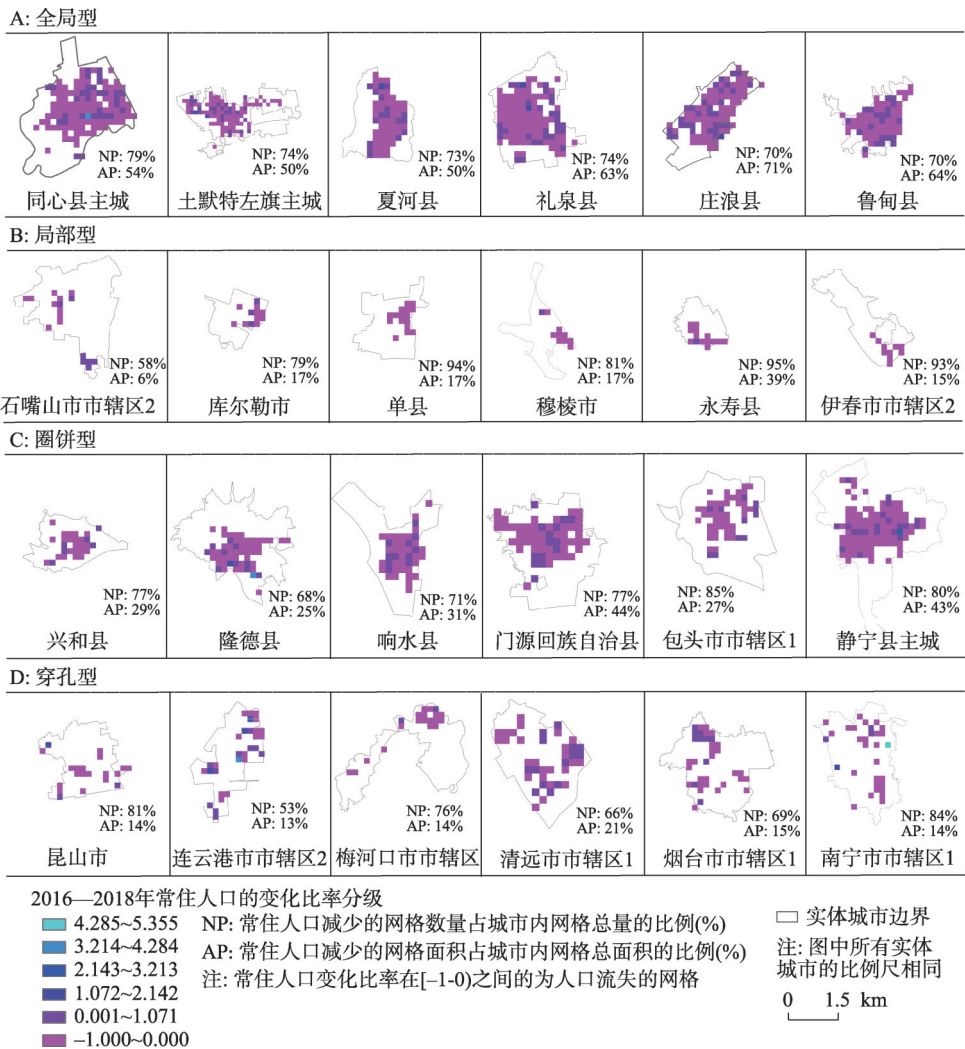 A: 全局型
NP: 79%
AP: 54%
同心县主城
NP: 74%
AP: 50%
土默特左旗主城
NP: 73%
AP: 50%
夏河县
NP: 74%
AP: 63%
礼泉县
NP: 70%
AP: 71%
庄浪县
NP: 70%
AP: 64%
鲁甸县
B: 局部型
NP: 58%
AP: 6%
石嘴山市市辖区2
NP: 79%
AP: 17%
库尔勒市
NP: 94%
AP: 17%
单县
NP: 81%
AP: 17%
穆棱市
NP: 95%
AP: 39%
永寿县
NP: 93%
AP: 15%
伊春市市辖区2
C: 圈饼型
NP: 77%
AP: 29%
兴和县
NP: 68%
AP: 25%
隆德县
NP: 71%
AP: 31%
响水县
NP: 77%
AP: 44%
门源回族自治县
NP: 85%
AP: 27%
包头市市辖区1
NP: 80%
AP: 43%
静宁县主城
D: 穿孔型
NP: 81%
AP: 14%
昆山市
NP: 53%
AP: 13%
连云港市市辖区2
NP: 76%
AP: 14%
梅河口市市辖区
NP: 66%
AP: 21%
清远市市辖区1
NP: 69%
AP: 15%
烟台市市辖区1
NP: 84%
AP: 14%
南宁市市辖区1
2016—2018年常住人口的变化比率分级
4.285~5.355
3.214~4.284
2.143~3.213
1.072~2.142
0.001~1.071
–1.000~0.000
NP: 常住人口减少的网格数量占城市内网格总量的比例(%)
AP: 常住人口减少的网格面积占城市内网格总面积的比例(%)
注: 常住人口变化比率在[–1-0)之间的为人口流失的网格
实体城市边界
注: 图中所有实体
城市的比例尺相同
0 1.5 km